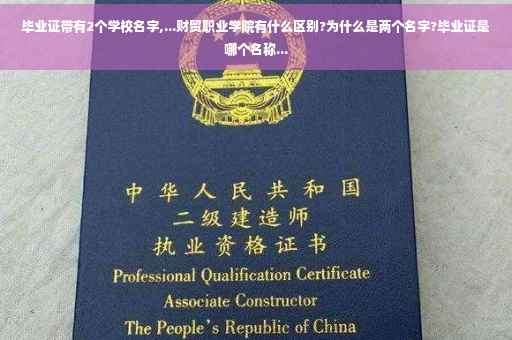 毕业证带有2个学校名字,...财贸职业学院有什么区别?为什么是两个名字?毕业证是
哪个名称...
中华人民共和国
二级建造师
执业资格证书
Professional Qualification Certificate
Associate Constructor
The People's Republic of China